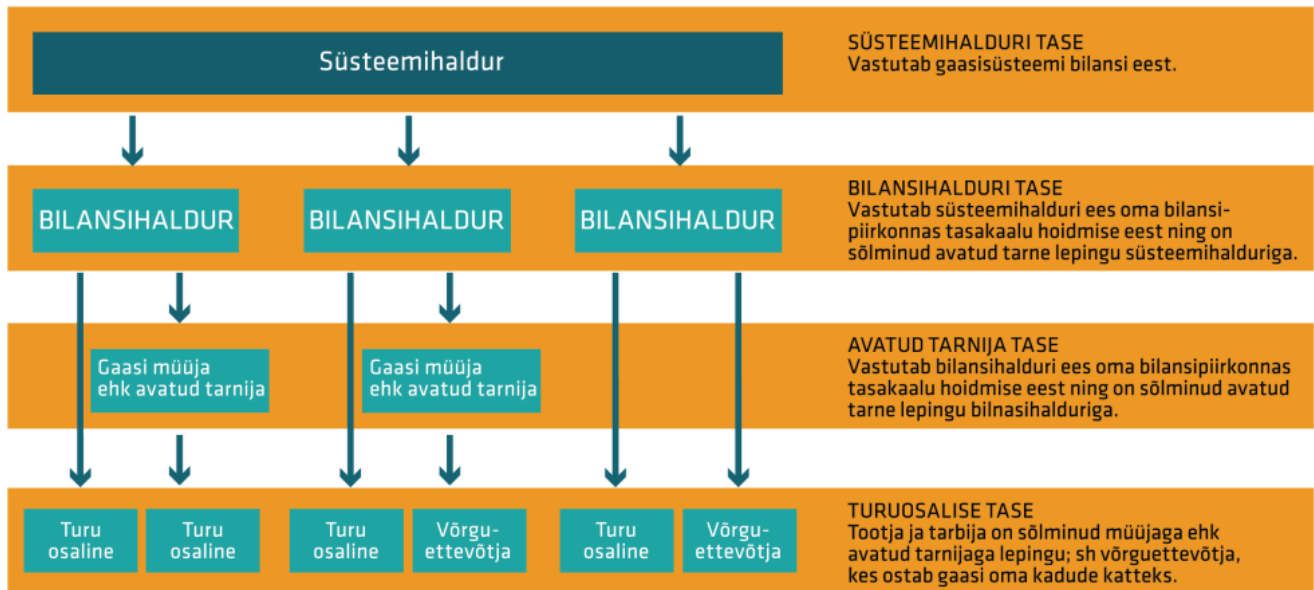 Süsteemihaldur
SÜSTEEMIHALDURI TASE
Vastutab gaasisüsteemi bilansi eest.
BILANSIHALDUR
BILANSIHALDUR
BILANSIHALDUR
BILANSIHALDURI TASE
Vastutab süsteemihalduri ees oma bilansi-
piirkonnas tasakaalu hoidmise eest ning on
sõlminud avatud tarne lepingu süsteemihalduriga.
Gaasi müüja
ehk avatud tarnija
Gaasi müüja
ehk avatud tarnija
AVATUD TARNIJA TASE
Vastutab bilansihalduri ees oma bilansipiirkonnas
tasakaalu hoidmise eest ning on sõlminud avatud
tarne lepingu bilnasihalduriga.
Turu
osaline
Turu
osaline
Turu
osaline
Võrgu-
ettevõtja
Turu
osaline
Võrgu-
ettevõtja
TURUOSALISE TASE
Tootja ja tarbija on sõlminud müüjaga ehk
avatud tarnijaga lepingu; sh võrguettevõtja,
kes ostab gaasi oma kadude katteks.